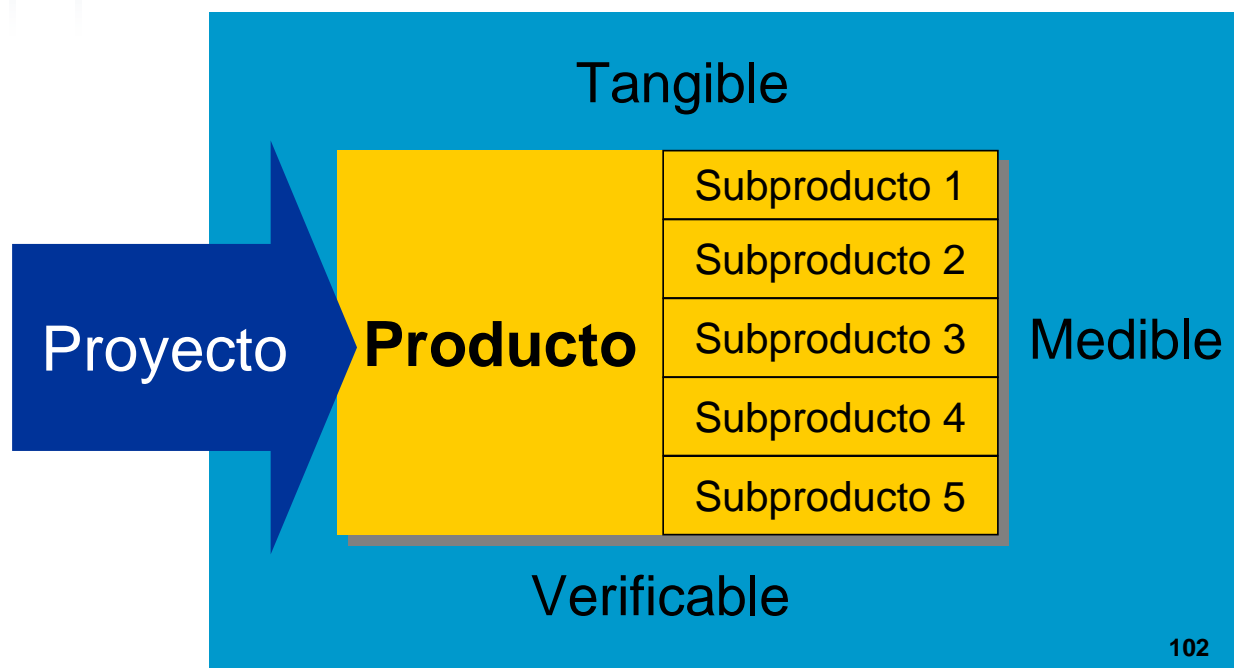 Tangible
Proyecto
Producto
Subproducto 1
Subproducto 2
Subproducto 3
Subproducto 4
Subproducto 5
Medible
Verificable
102